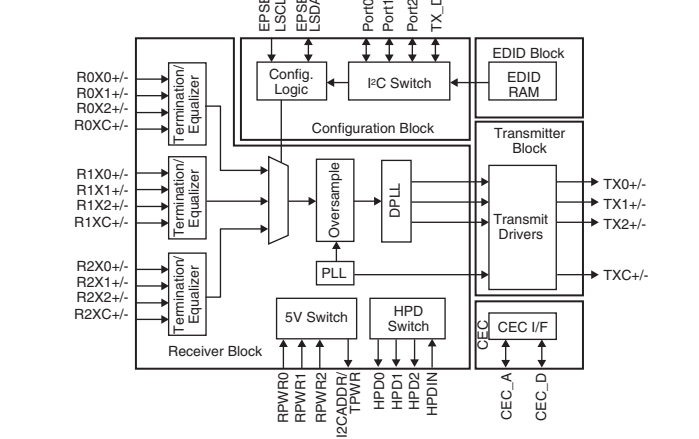 EPSE
LSCL
EPSE
LSDA
Port0
Port1
Port2
TX_D
Config.
Logic
I²C Switch
Configuration Block
EDID Block
EDID
RAM
R0X0+/-
R0X1+/-
R0X2+/-
R0XC+/-
Termination/
Equalizer
R1X0+/-
R1X1+/-
R1X2+/-
R1XC+/-
Termination/
Equalizer
R2X0+/-
R2X1+/-
R2X2+/-
R2XC+/-
Termination/
Equalizer
Oversample
DPLL
PLL
Transmitter
Block
Transmit
Drivers
TX0+/-
TX1+/-
TX2+/-
TXC+/-
5V Switch
HPD
Switch
Receiver Block
CEC
CEC I/F
RPWR0
RPWR1
RPWR2
I2CADDR/
TPWR
HPD0
HPD1
HPD2
HPDIN
CEC_A
CEC_D